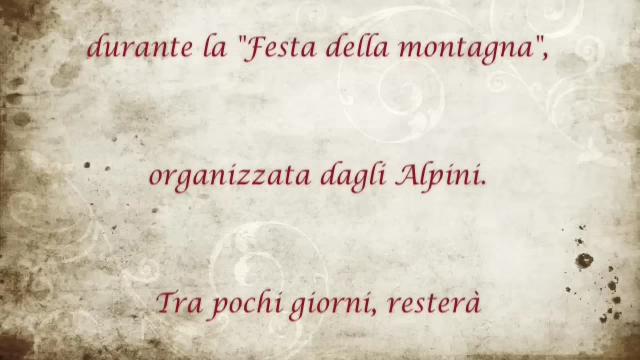 durante la "Festa della montagna",
organizzata dagli Alpini.
Tra pochi giorni, resterà